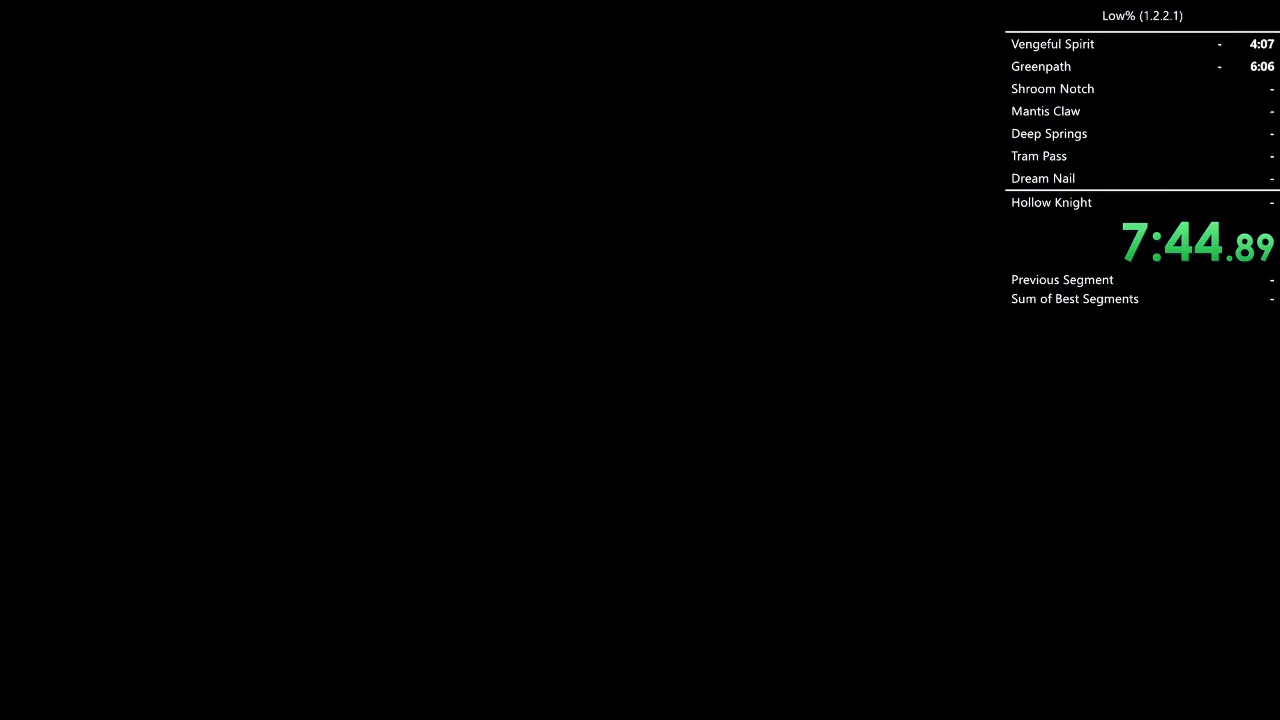 Low% (1.2.2.1)
Vengeful Spirit - 4:07
Greenpath - 6:06
Shroom Notch -
Mantis Claw -
Deep Springs -
Tram Pass -
Dream Nail -
Hollow Knight -
7:44.89
Previous Segment -
Sum of Best Segments -